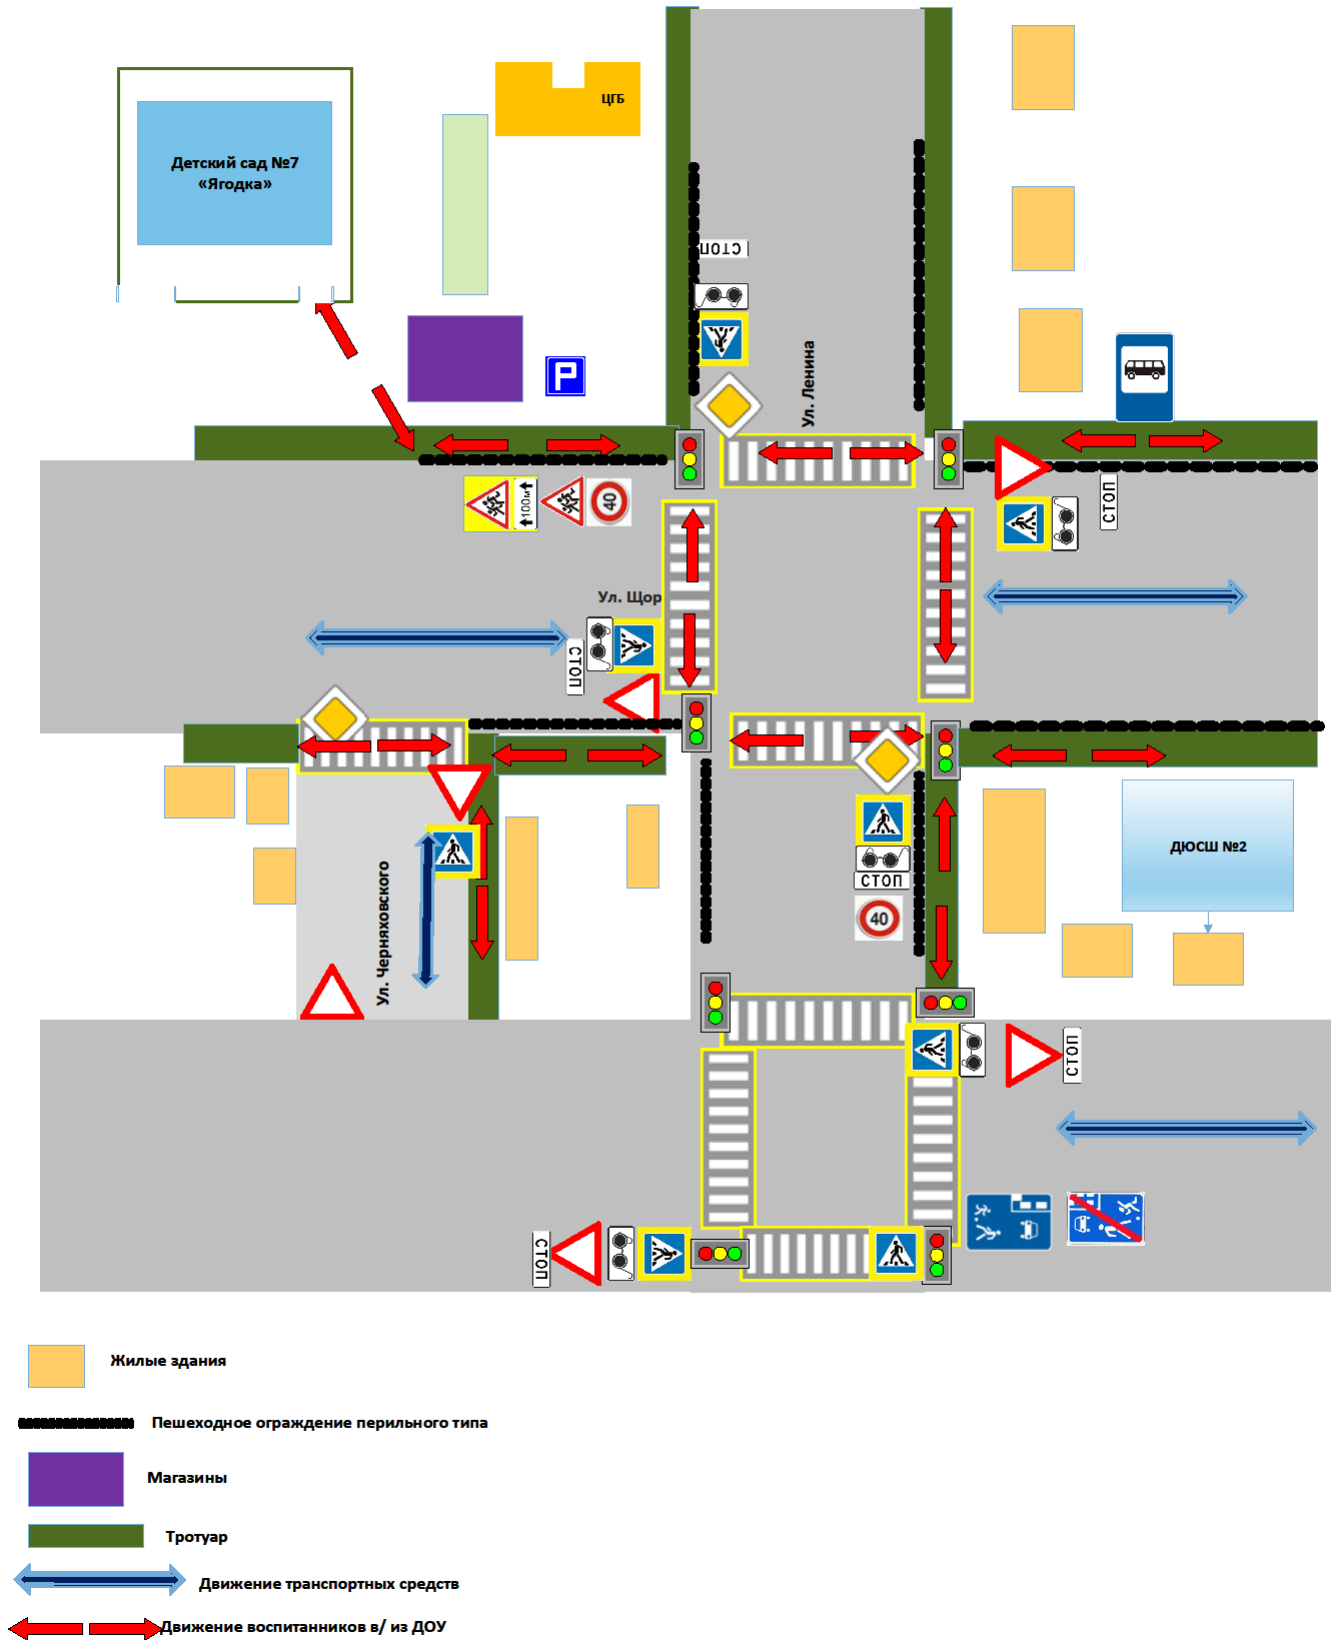 ЦГБ
Детский сад №7
«Ягодка»
СТОП
Ул. Ленина
P
100м
40
СТОП
Ул. Щор
СТОП
Ул. Черняховского
СТОП
40
ДЮСШ №2
СТОП
СТОП
Жилые здания
Пешеходное ограждение перильного типа
Магазины
Тротуар
Движение транспортных средств
Движение воспитанников в/ из ДОУ